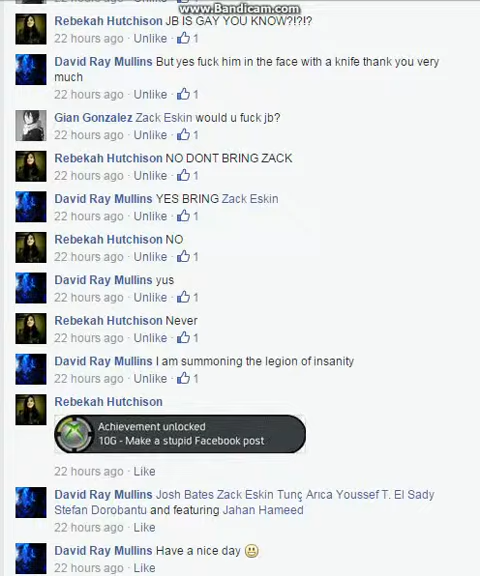 www.Bandicam.com
Rebekah Hutchison JB IS GAY YOU KNOW?!?!?
22 hours ago · Unlike · 1
David Ray Mullins But yes fuck him in the face with a knife thank you very
much
22 hours ago · Unlike · 1
Gian Gonzalez Zack Eskin would u fuck jb?
22 hours ago · Unlike · 1
Rebekah Hutchison NO DONT BRING ZACK
22 hours ago · Unlike · 1
David Ray Mullins YES BRING Zack Eskin
22 hours ago · Unlike · 1
Rebekah Hutchison NO
22 hours ago · Unlike · 1
David Ray Mullins yus
22 hours ago · Unlike · 1
Rebekah Hutchison Never
22 hours ago · Unlike · 1
David Ray Mullins I am summoning the legion of insanity
22 hours ago · Unlike · 1
Rebekah Hutchison
Achievement unlocked
10G - Make a stupid Facebook post
22 hours ago · Like
David Ray Mullins Josh Bates Zack Eskin Tunç Arıca Youssef T. El Sady
Stefan Dorobantu and featuring Jahan Hameed
22 hours ago · Like
David Ray Mullins Have a nice day
22 hours ago · Like